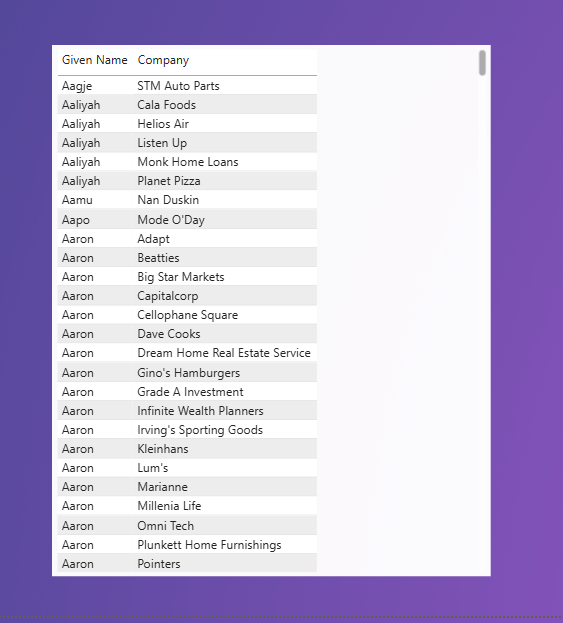 Given Name Company
Aagje STM Auto Parts
Aaliyah Cala Foods
Aaliyah Helios Air
Aaliyah Listen Up
Aaliyah Monk Home Loans
Aaliyah Planet Pizza
Aamu Nan Duskin
Aapo Mode O'Day
Aaron Adapt
Aaron Beatties
Aaron Big Star Markets
Aaron Capitalcorp
Aaron Cellophane Square
Aaron Dave Cooks
Aaron Dream Home Real Estate Service
Aaron Gino's Hamburgers
Aaron Grade A Investment
Aaron Infinite Wealth Planners
Aaron Irving's Sporting Goods
Aaron Kleinhans
Aaron Lum's
Aaron Marianne
Aaron Millenia Life
Aaron Omni Tech
Aaron Plunkett Home Furnishings
Aaron Pointers